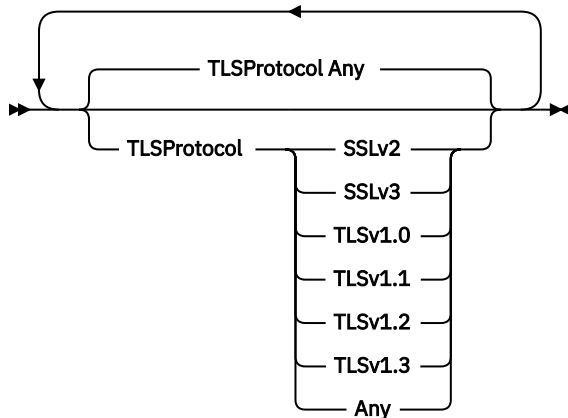 TLSProtocol Any
TLSProtocol SSLv2
SSLv3
TLSv1.0
TLSv1.1
TLSv1.2
TLSv1.3
Any